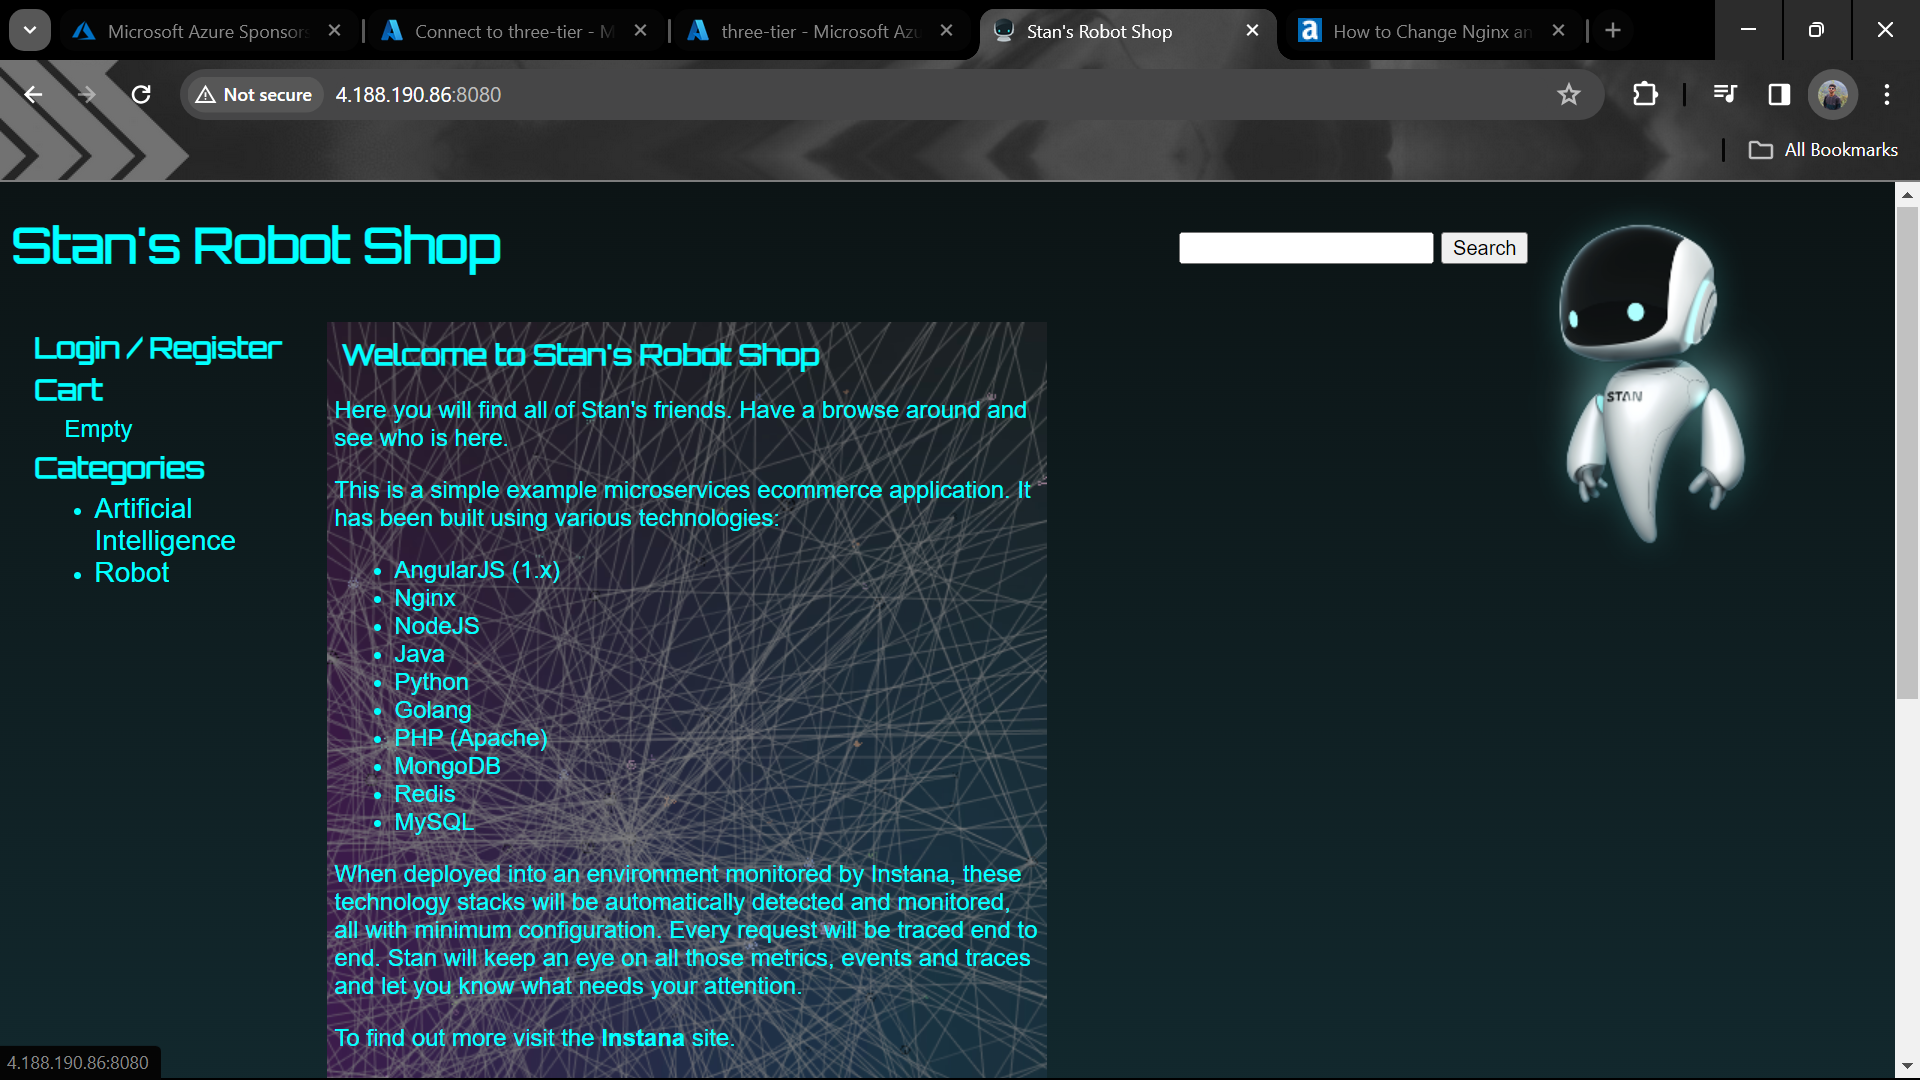 Microsoft Azure Sponsors
Connect to three-tier - M
three-tier - Microsoft Azu
Stan's Robot Shop
How to Change Nginx an
Not secure
4.188.190.86:8080
All Bookmarks
Stan's Robot Shop
Search
STAN
Login / Register
Cart
Empty
Categories
• Artificial
Intelligence
• Robot
Welcome to Stan's Robot Shop
Here you will find all of Stan's friends. Have a browse around and
see who is here.
This is a simple example microservices ecommerce application. It
has been built using various technologies:
• AngularJS (1.x)
• Nginx
• NodeJS
• Java
• Python
• Golang
• PHP (Apache)
• MongoDB
• Redis
• MySQL
When deployed into an environment monitored by Instana, these
technology stacks will be automatically detected and monitored,
all with minimum configuration. Every request will be traced end to
end. Stan will keep an eye on all those metrics, events and traces
and let you know what needs your attention.
To find out more visit the Instana site.
4.188.190.86:8080